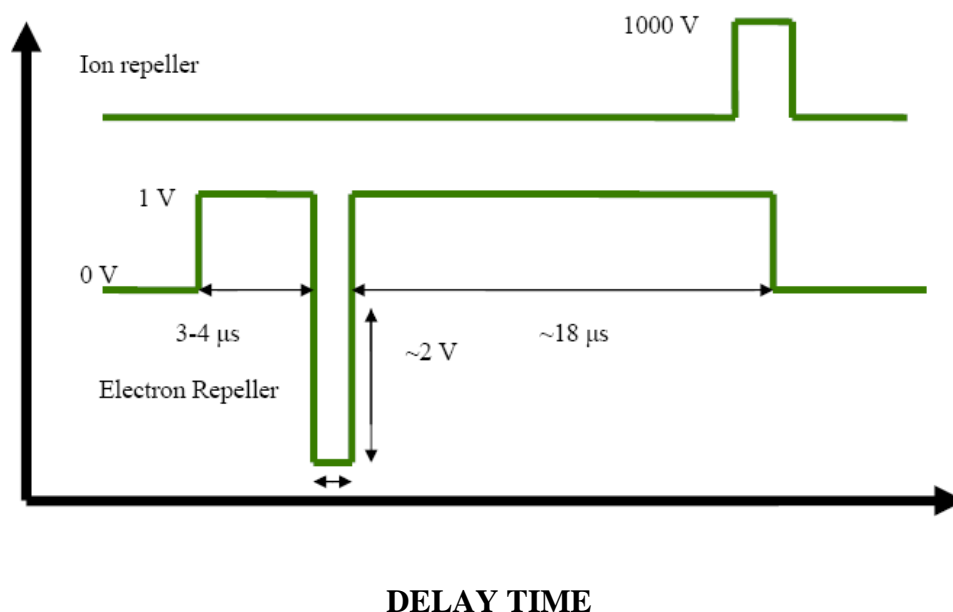 1000 V
Ion repeller
1 V
0 V
3-4 μs
~2 V
~18 μs
Electron Repeller
DELAY TIME